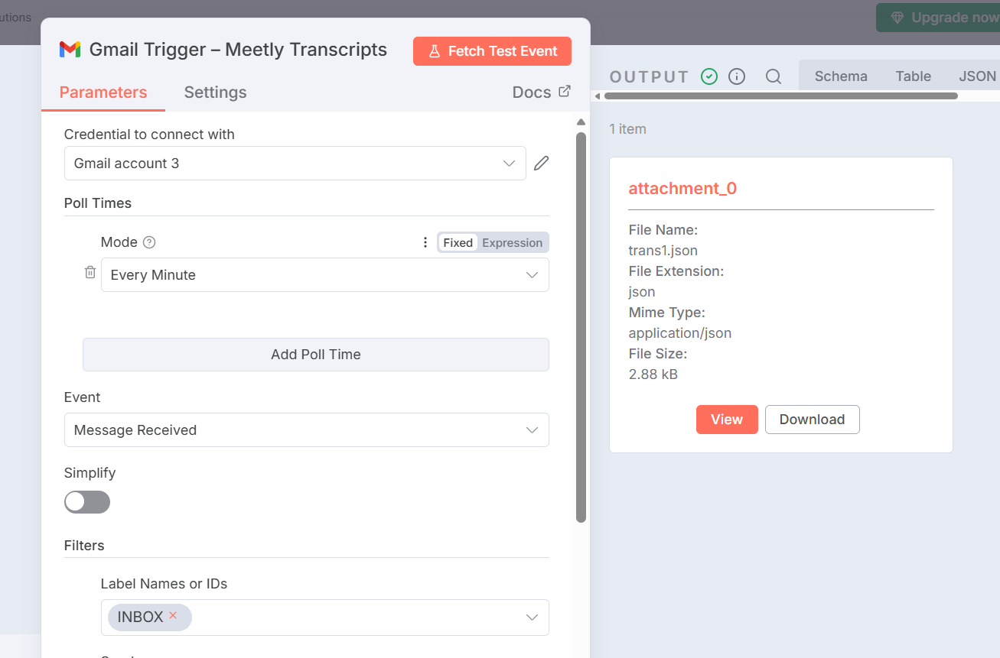 utions
Upgrade now
Gmail Trigger – Meetly Transcripts
Fetch Test Event
Parameters
Settings
Docs
Credential to connect with
Gmail account 3
Poll Times
Mode
Fixed
Expression
Every Minute
Add Poll Time
Event
Message Received
Simplify
Filters
Label Names or IDs
INBOX
OUTPUT
Schema
Table
JSON
1 item
attachment_0
File Name:
trans1.json
File Extension:
json
Mime Type:
application/json
File Size:
2.88 kB
View
Download